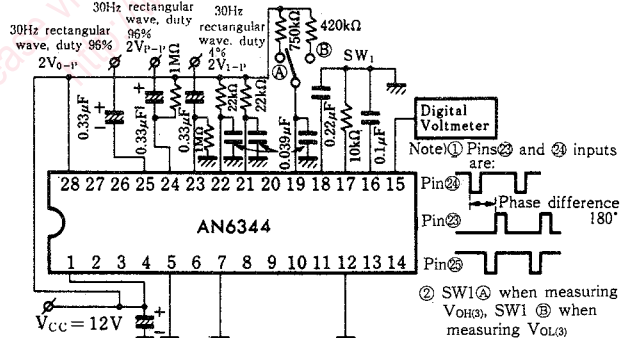 30Hz rectangular
wave, duty 96%
2V0-P
30Hz
rectangular
wave, duty
96%
2VP-P
30Hz
rectangular
wave. duty
4%
2V1-P
1MΩ
750kΩ
420kΩ
Ⓐ
Ⓑ
SW1
0.33μF
0.33μF
0.33μF
1MΩ
22kΩ
22kΩ
0.039μF
0.22μF
10kΩ
0.1μF
Digital
Voltmeter
Note)① Pins㉓ and ㉔ inputs
are:
Pin㉔
Phase difference
180°
Pin㉓
Pin㉕
② SW1Ⓐ when measuring
VOH(3), SW1 Ⓑ when
measuring VOL(3)
28 27 26 25 24 23 22 21 20 19 18 17 16 15
AN6344
1 2 3 4 5 6 7 8 9 10 11 12 13 14
VCC=12V